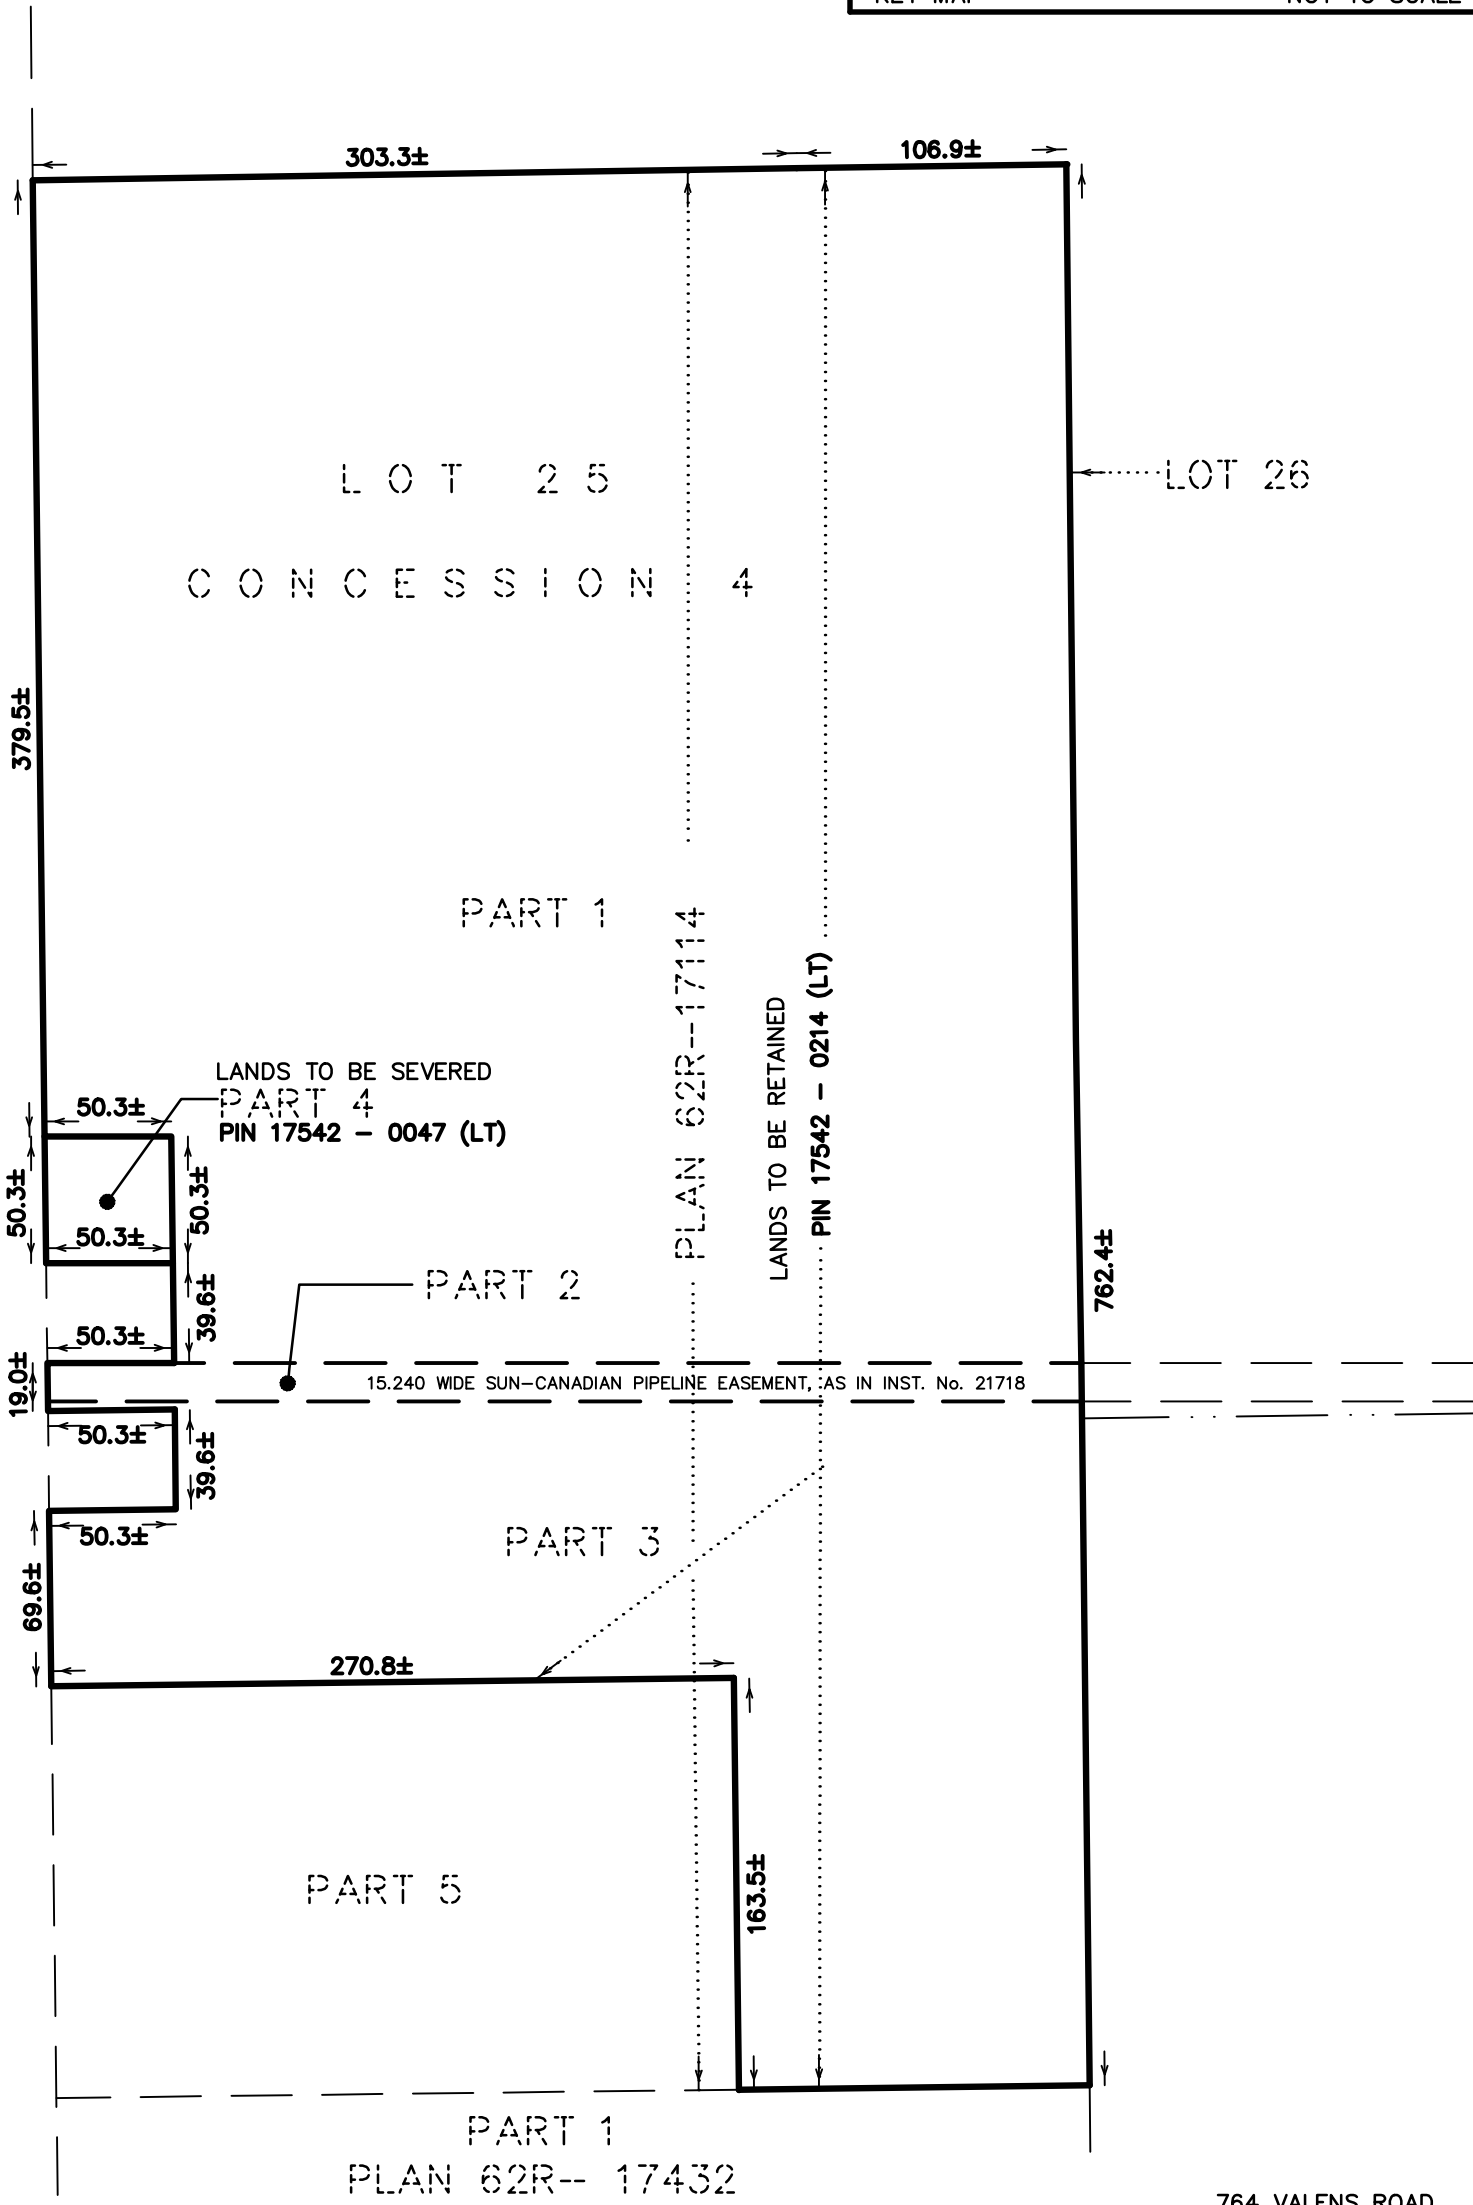 303.3±
106.9±
LOT 25
LOT 26
CONCESSION 4
379.5±
PART 1
PLAN 62R--17114
LANDS TO BE RETAINED
PIN 17542 - 0214 (LT)
LANDS TO BE SEVERED
PART 4
PIN 17542 - 0047 (LT)
50.3±
50.3±
50.3±
50.3±
762.4±
PART 2
39.6±
50.3±
19.0±
15.240 WIDE SUN-CANADIAN PIPELINE EASEMENT, AS IN INST. No. 21718
50.3±
39.6±
50.3±
PART 3
69.6±
270.8±
163.5±
PART 5
PART 1
PLAN 62R-- 17432
764 VALENS ROAD